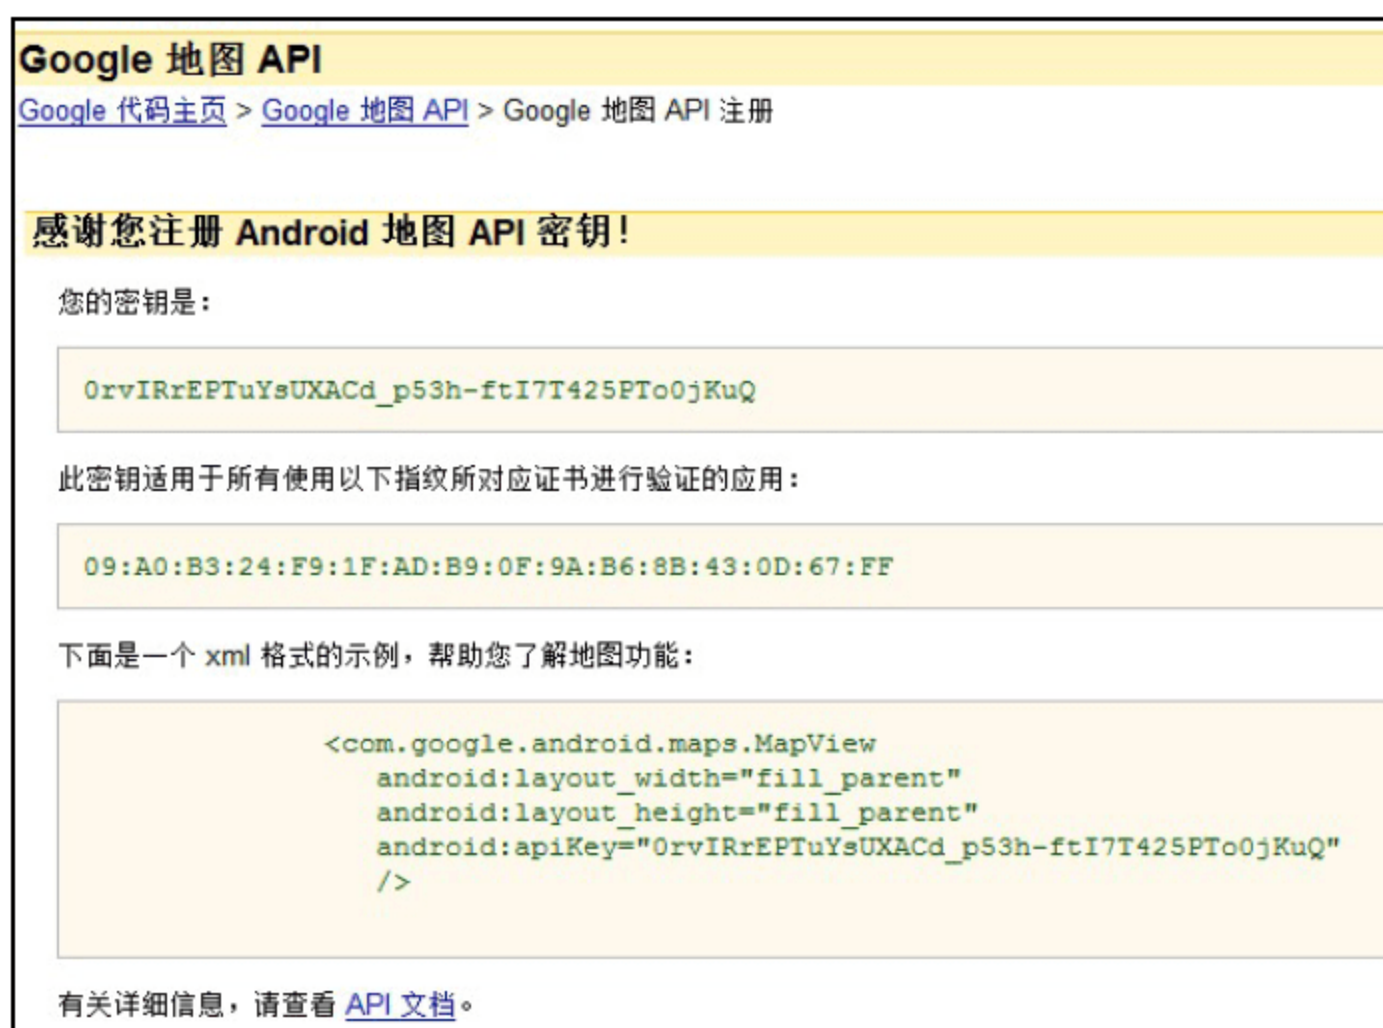 Google 地图 API
Google 代码主页 > Google 地图 API > Google 地图 API 注册
感谢您注册 Android 地图 API 密钥！
您的密钥是：
0rvIRrEPTuYsUXACd_p53h-ftI7T425PTo0jKuQ
此密钥适用于所有使用以下指纹所对应证书进行验证的应用：
09:A0:B3:24:F9:1F:AD:B9:0F:9A:B6:8B:43:0D:67:FF
下面是一个 xml 格式的示例，帮助您了解地图功能：
<com.google.android.maps.MapView
android:layout_width="fill_parent"
android:layout_height="fill_parent"
android:apiKey="0rvIRrEPTuYsUXACd_p53h-ftI7T425PTo0jKuQ"
/>
有关详细信息，请查看 API 文档。